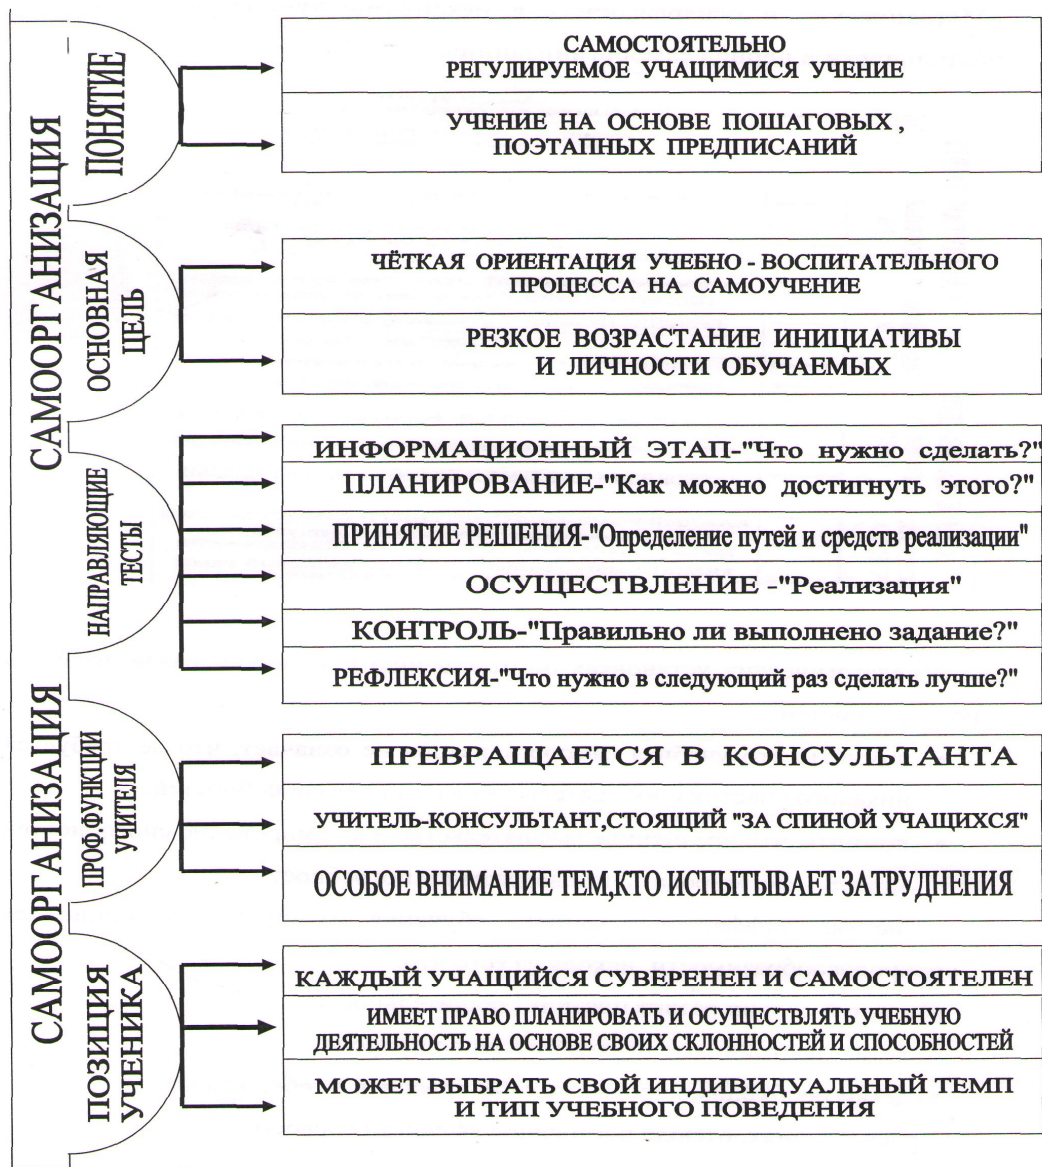 САМООРГАНИЗАЦИЯ
ПОНЯТИЕ
САМОСТОЯТЕЛЬНО
РЕГУЛИРУЕМОЕ УЧАЩИМИСЯ УЧЕНИЕ
УЧЕНИЕ НА ОСНОВЕ ПОШАГОВЫХ ,
ПОЭТАПНЫХ ПРЕДПИСАНИЙ
ОСНОВНАЯ
ЦЕЛЬ
ЧЁТКАЯ ОРИЕНТАЦИЯ УЧЕБНО - ВОСПИТАТЕЛЬНОГО
ПРОЦЕССА НА САМОУЧЕНИЕ
РЕЗКОЕ ВОЗРАСТАНИЕ ИНИЦИАТИВЫ
И ЛИЧНОСТИ ОБУЧАЕМЫХ
НАПРАВЛЯЮЩИЕ
ТЕСТЫ
ИНФОРМАЦИОННЫЙ ЭТАП-"Что нужно сделать?"
ПЛАНИРОВАНИЕ-"Как можно достигнуть этого?"
ПРИНЯТИЕ РЕШЕНИЯ-"Определение путей и средств реализации"
ОСУЩЕСТВЛЕНИЕ -"Реализация"
КОНТРОЛЬ-"Правильно ли выполнено задание?"
РЕФЛЕКСИЯ-"Что нужно в следующий раз сделать лучше?"
САМООРГАНИЗАЦИЯ
ПРОФ.ФУНКЦИИ
УЧИТЕЛЯ
ПРЕВРАЩАЕТСЯ В КОНСУЛЬТАНТА
УЧИТЕЛЬ-КОНСУЛЬТАНТ,СТОЯЩИЙ "ЗА СПИНОЙ УЧАЩИХСЯ"
ОСОБОЕ ВНИМАНИЕ ТЕМ,КТО ИСПЫТЫВАЕТ ЗАТРУДНЕНИЯ
ПОЗИЦИЯ
УЧЕНИКА
КАЖДЫЙ УЧАЩИЙСЯ СУВЕРЕНЕН И САМОСТОЯТЕЛЕН
ИМЕЕТ ПРАВО ПЛАНИРОВАТЬ И ОСУЩЕСТВЛЯТЬ УЧЕБНУЮ
ДЕЯТЕЛЬНОСТЬ НА ОСНОВЕ СВОИХ СКЛОННОСТЕЙ И СПОСОБНОСТЕЙ
МОЖЕТ ВЫБРАТЬ СВОЙ ИНДИВИДУАЛЬНЫЙ ТЕМП
И ТИП УЧЕБНОГО ПОВЕДЕНИЯ